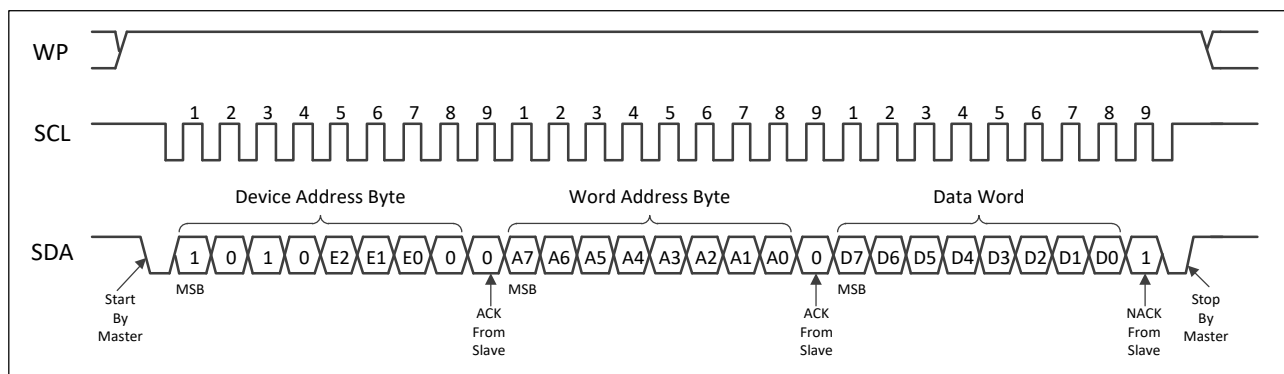 WP
1 2 3 4 5 6 7 8 9 1 2 3 4 5 6 7 8 9 1 2 3 4 5 6 7 8 9
SCL
Device Address Byte Word Address Byte Data Word
SDA 1 0 1 0 E2 E1 E0 0 0 A7 A6 A5 A4 A3 A2 A1 A0 0 D7 D6 D5 D4 D3 D2 D1 D0 1
MSB MSB MSB
Start
By
Master
ACK
From
Slave
ACK
From
Slave
NACK
From
Slave
Stop
By
Master